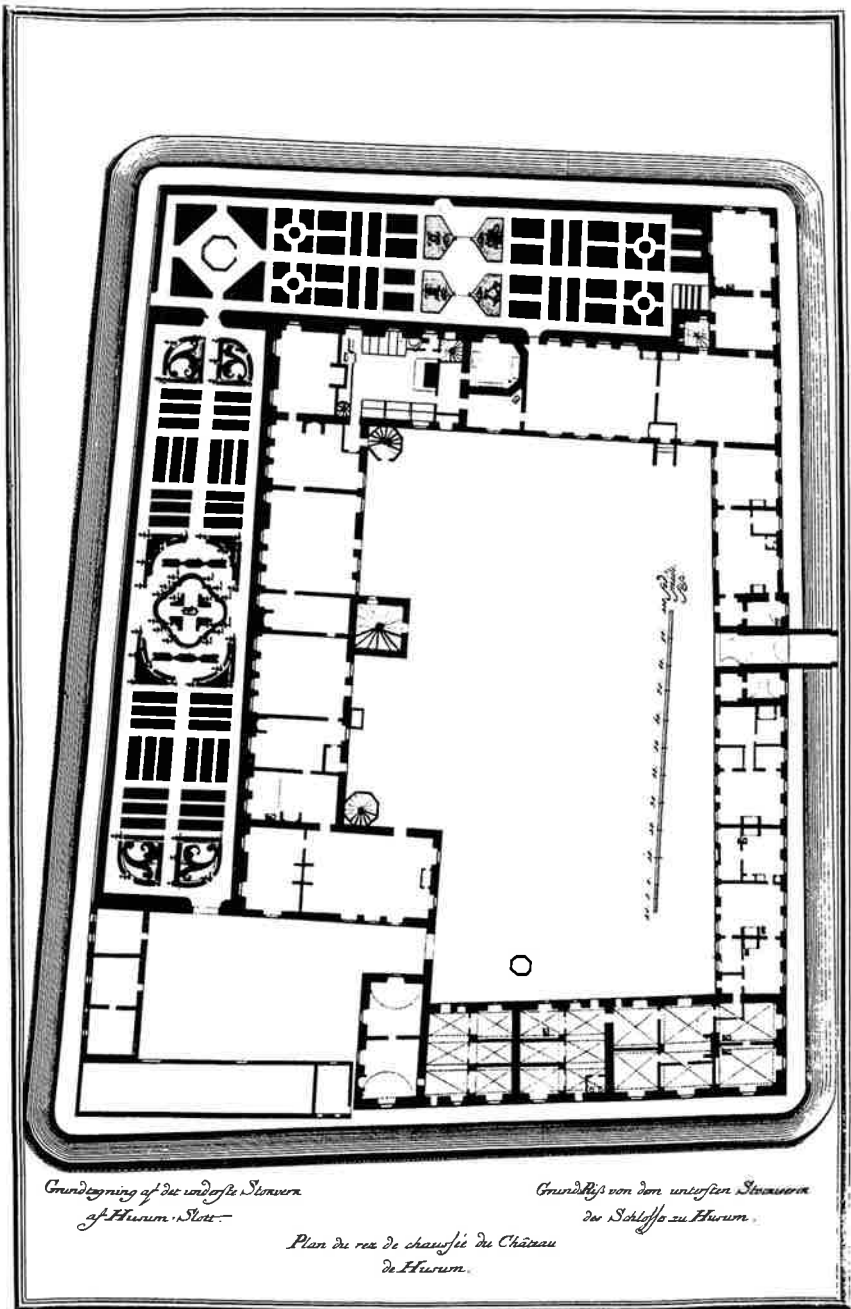 Grundtegning af det underste Stokverk
af Husum-Slott.
GrundRiß von dem untersten Stockwerck
des Schloßes zu Husum.
Plan du rez de chaussée du Château
de Husum.